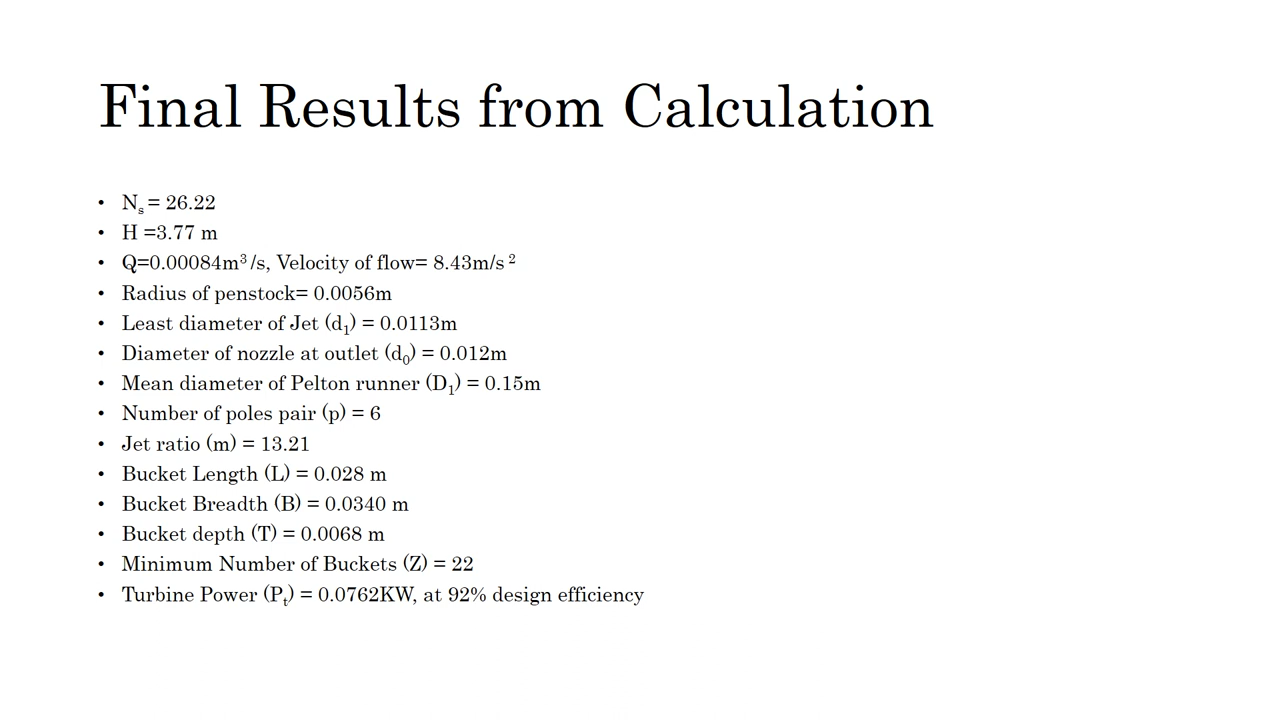 Final Results from Calculation
• Nₛ = 26.22
• H =3.77 m
• Q=0.00084m³/s, Velocity of flow= 8.43m/s ²
• Radius of penstock= 0.0056m
• Least diameter of Jet (d₁) = 0.0113m
• Diameter of nozzle at outlet (d₀) = 0.012m
• Mean diameter of Pelton runner (D₁) = 0.15m
• Number of poles pair (p) = 6
• Jet ratio (m) = 13.21
• Bucket Length (L) = 0.028 m
• Bucket Breadth (B) = 0.0340 m
• Bucket depth (T) = 0.0068 m
• Minimum Number of Buckets (Z) = 22
• Turbine Power (Pₜ) = 0.0762KW, at 92% design efficiency